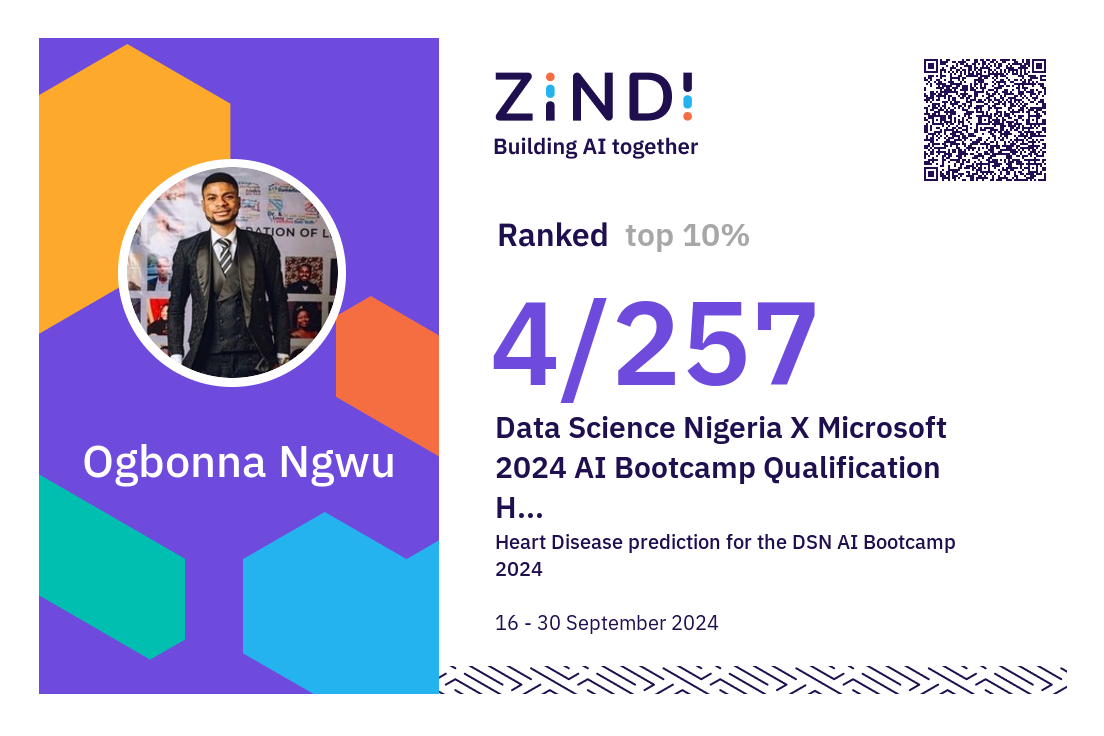 Ogbonna Ngwu
ZiNDi
Building AI together
Ranked top 10%
4/257
Data Science Nigeria X Microsoft
2024 AI Bootcamp Qualification
H...
Heart Disease prediction for the DSN AI Bootcamp
2024
16 - 30 September 2024